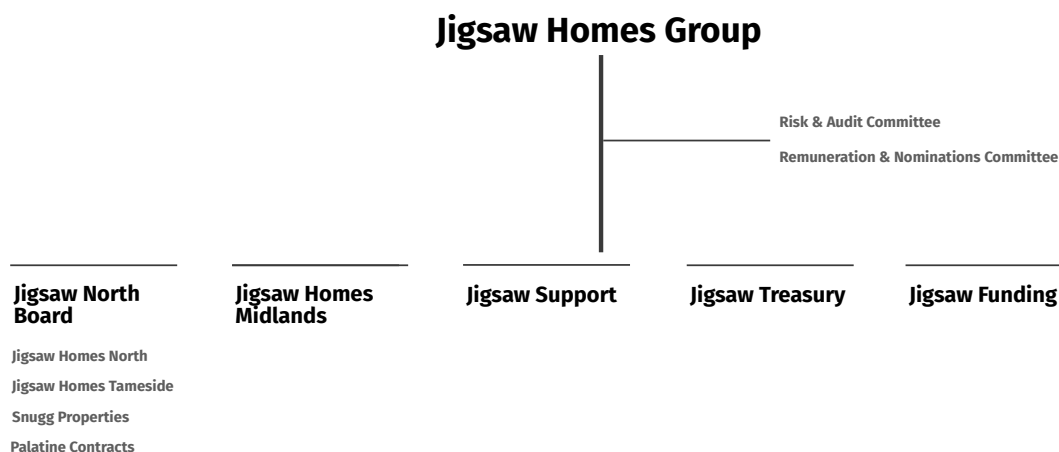 Jigsaw Homes Group
Risk & Audit Committee
Remuneration & Nominations Committee
Jigsaw North
Board
Jigsaw Homes
Midlands
Jigsaw Support
Jigsaw Treasury
Jigsaw Funding
Jigsaw Homes North
Jigsaw Homes Tameside
Snugg Properties
Palatine Contracts